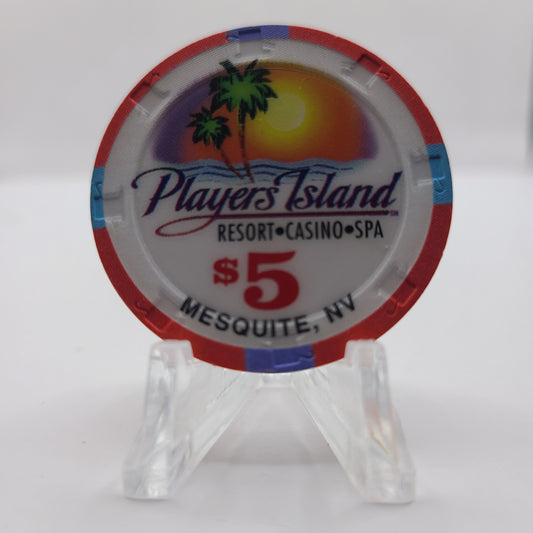 Players Island
RESORT•CASINO•SPA
$5
MESQUITE, NV